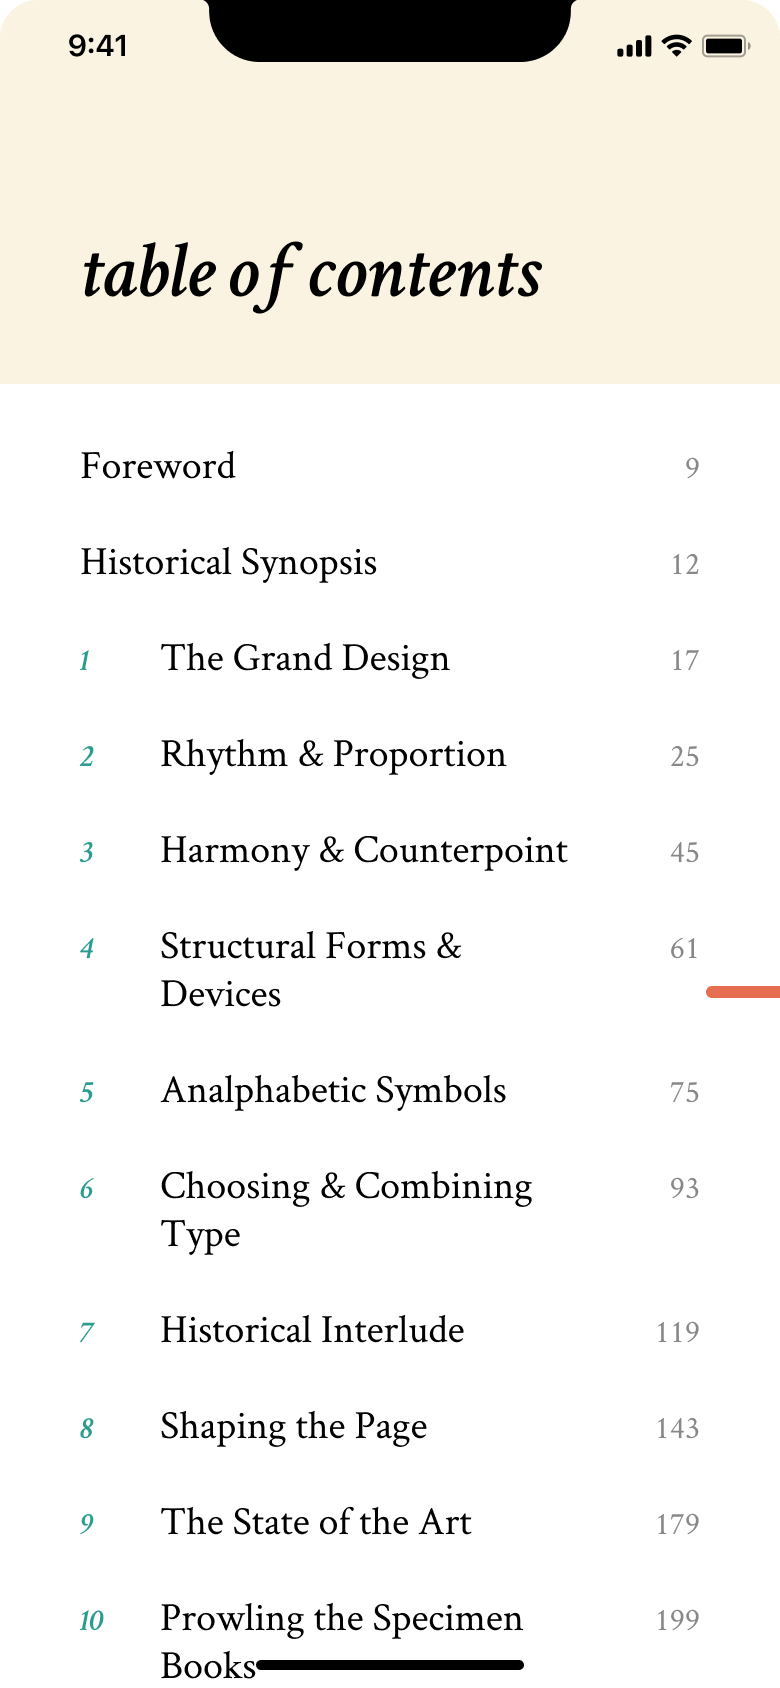 9:41
table of contents
Foreword 9
Historical Synopsis 12
1 The Grand Design 17
2 Rhythm & Proportion 25
3 Harmony & Counterpoint 45
4 Structural Forms & 61
Devices
5 Analphabetic Symbols 75
6 Choosing & Combining 93
Type
7 Historical Interlude 119
8 Shaping the Page 143
9 The State of the Art 179
10 Prowling the Specimen 199
Books